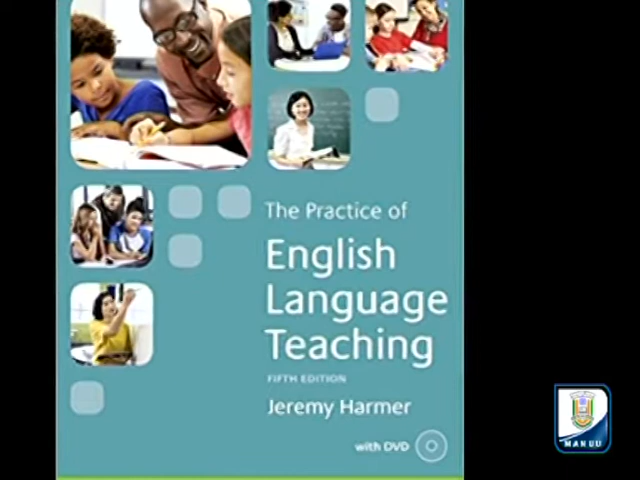 The Practice of
English
Language
Teaching
FIFTH EDITION
Jeremy Harmer
with DVD
MANUU